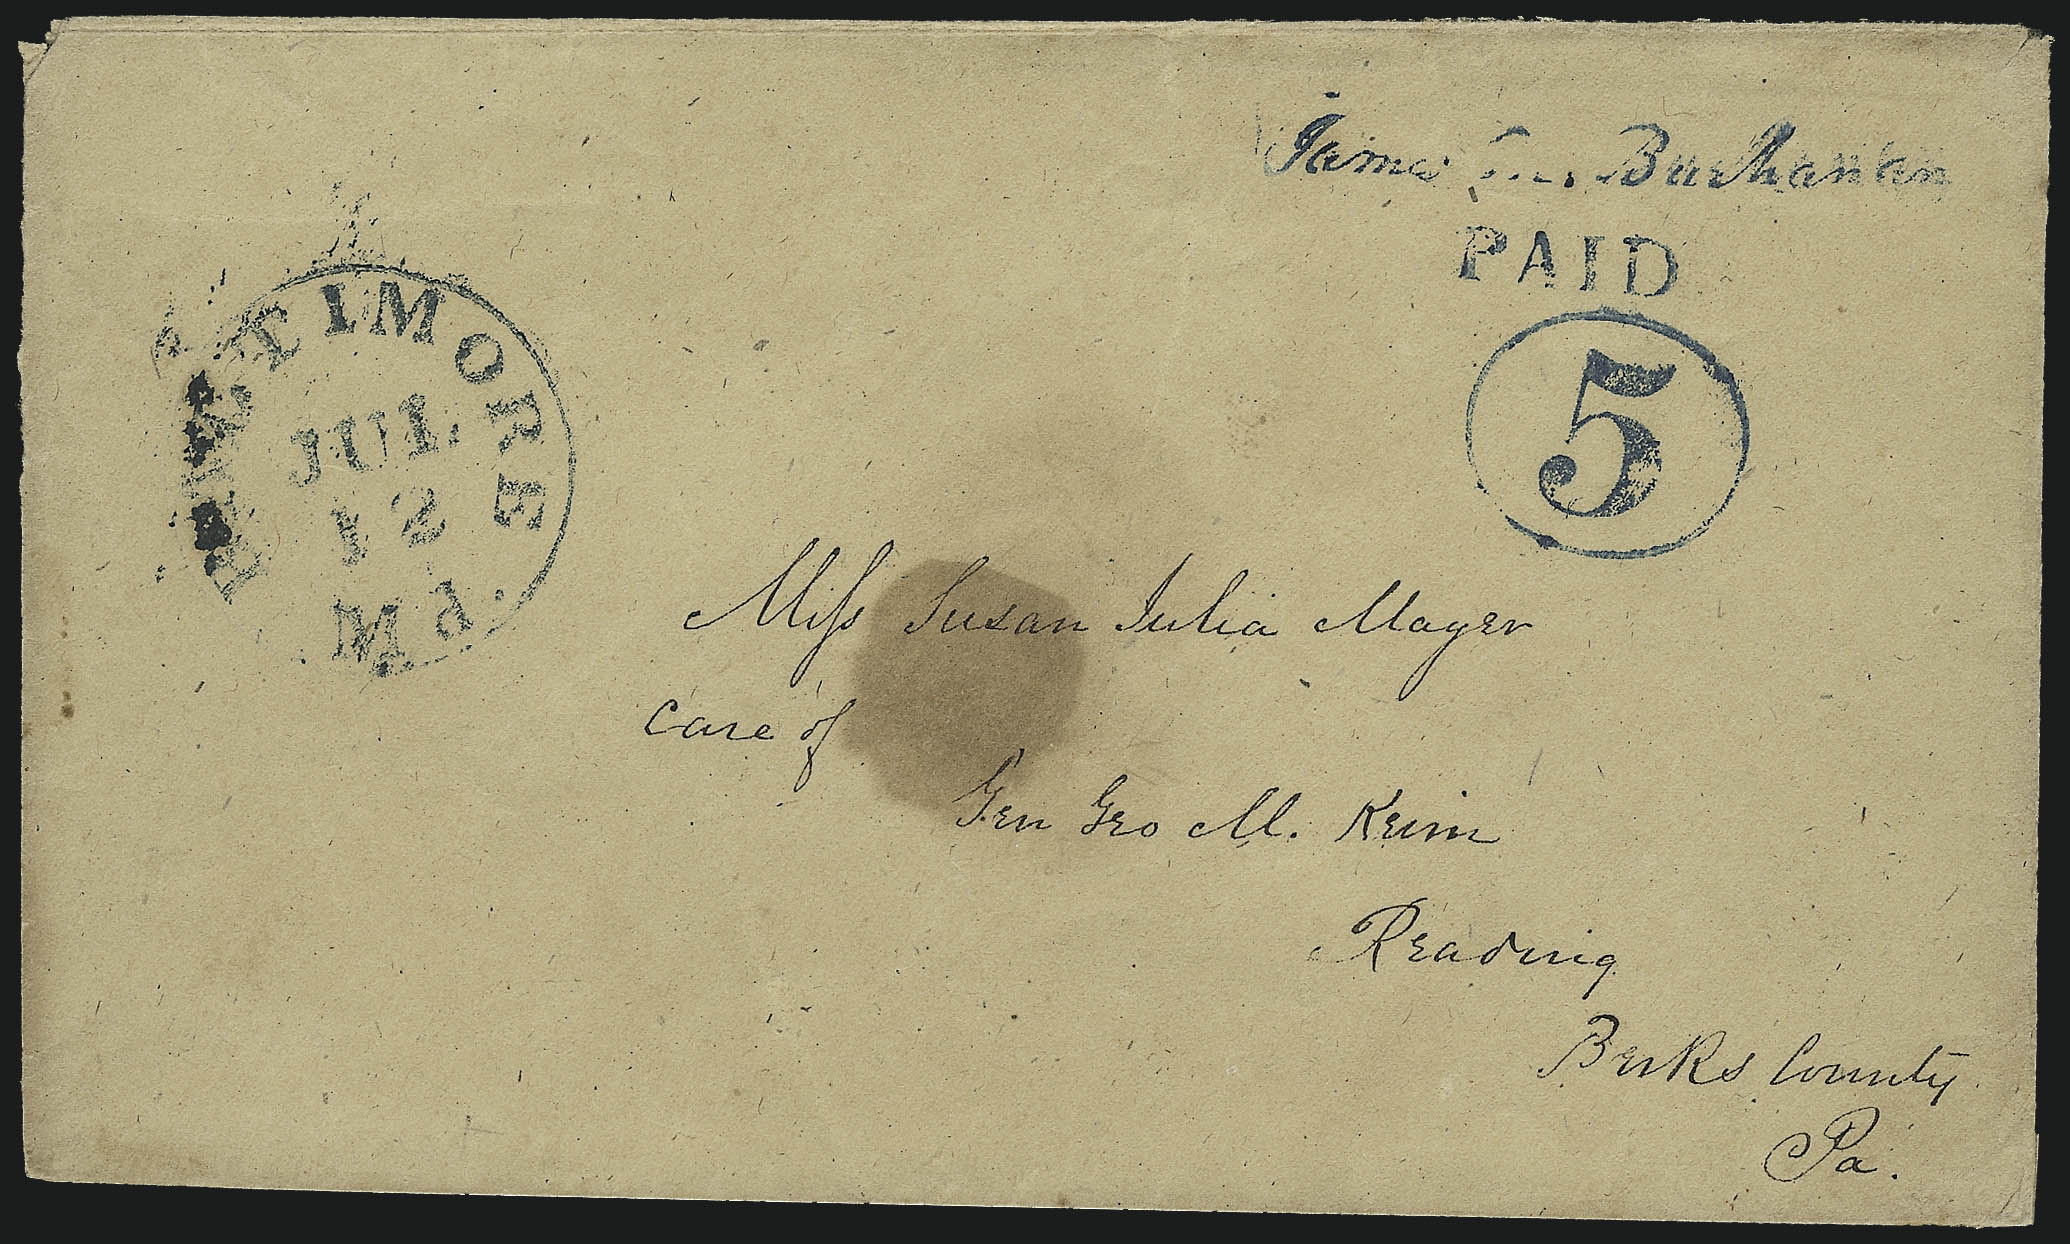 James M. Buchanan
PAID
5
BALTIMORE
JUL
12
Md.
Miss Susan Julia Mayer
care of
Gen Geo M. Keim
Reading
Berks County
Pa.